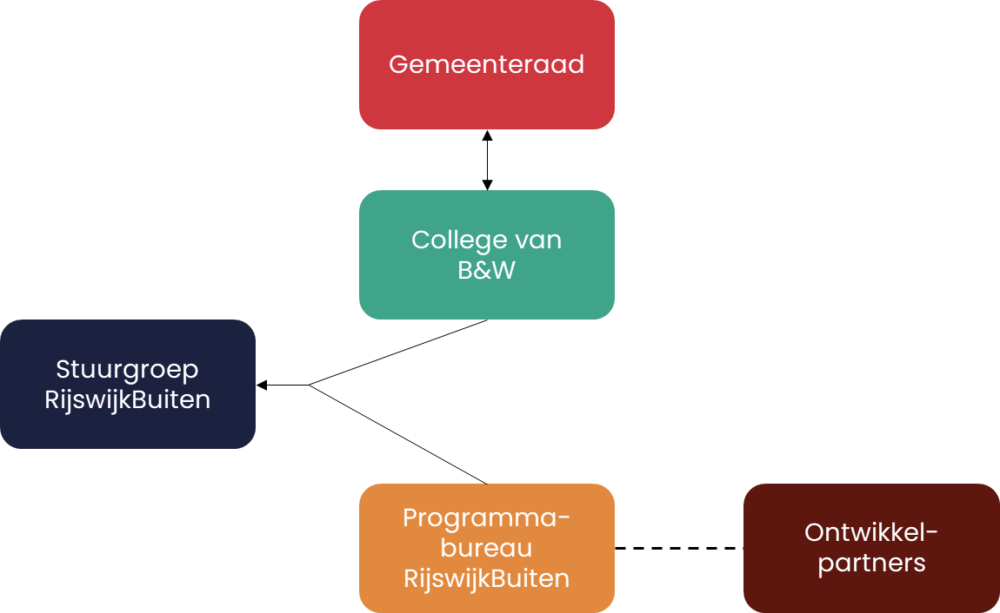 Gemeenteraad
College van
B&W
Stuurgroep
RijswijkBuiten
Programma-
bureau
RijswijkBuiten
Ontwikkel-
partners